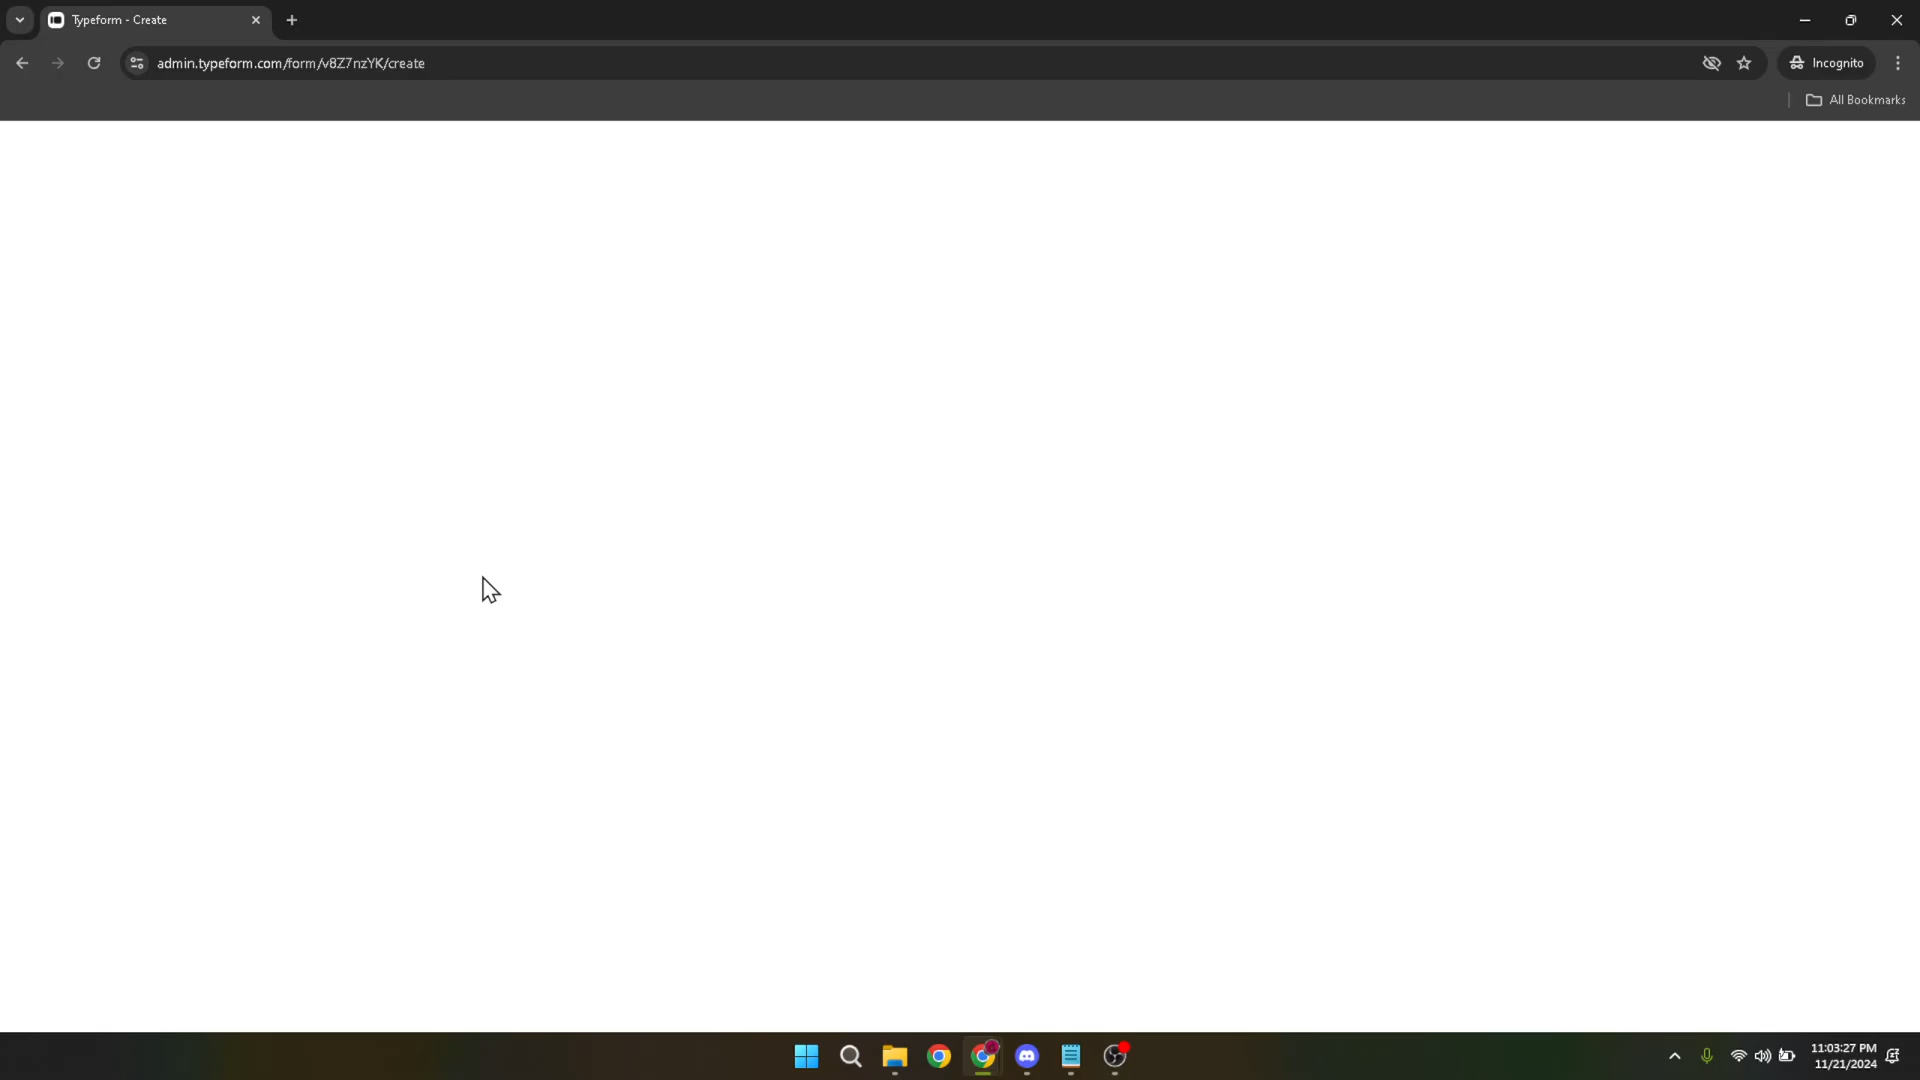 Typeform - Create
admin.typeform.com/form/v8Z7nzYK/create
Incognito
All Bookmarks
11:03:27 PM
11/21/2024